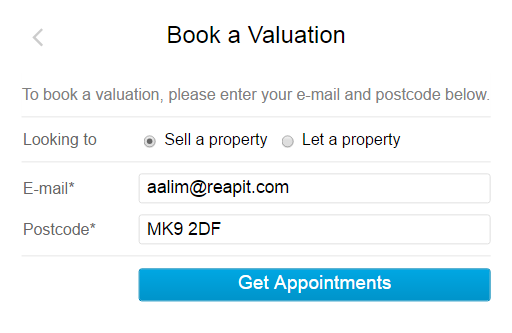 Book a Valuation
To book a valuation, please enter your e-mail and postcode below.
Looking to Sell a property Let a property
E-mail* aalim@reapit.com
Postcode* MK9 2DF
Get Appointments